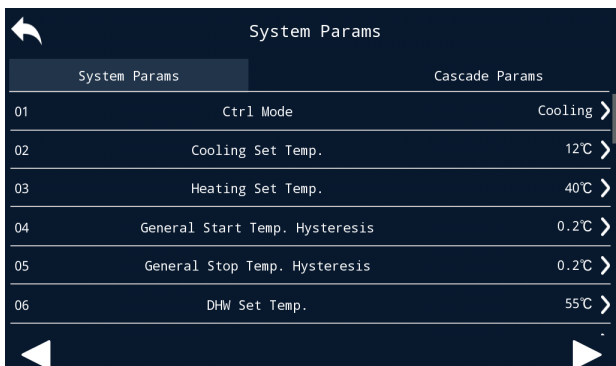 System Params
System Params Cascade Params
01 Ctrl Mode Cooling
02 Cooling Set Temp. 12℃
03 Heating Set Temp. 40℃
04 General Start Temp. Hysteresis 0.2℃
05 General Stop Temp. Hysteresis 0.2℃
06 DHW Set Temp. 55℃